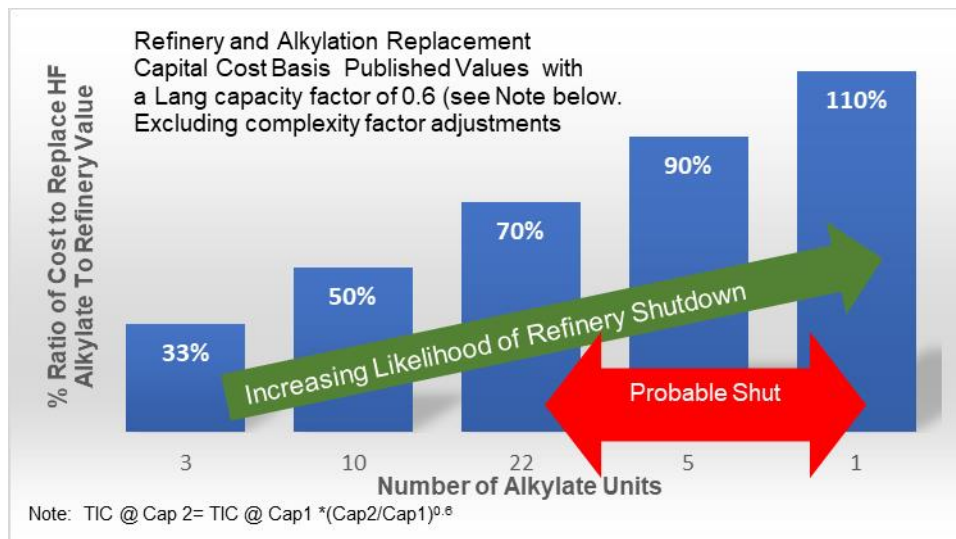 Refinery and Alkylation Replacement
Capital Cost Basis Published Values with
a Lang capacity factor of 0.6 (see Note below.
Excluding complexity factor adjustments
% Ratio of Cost to Replace HF
Alkylate To Refinery Value
33%
50%
70%
90%
110%
Increasing Likelihood of Refinery Shutdown
Probable Shut
3
10
22
5
1
Number of Alkylate Units
Note: TIC @ Cap 2= TIC @ Cap1 *(Cap2/Cap1)⁰·⁶